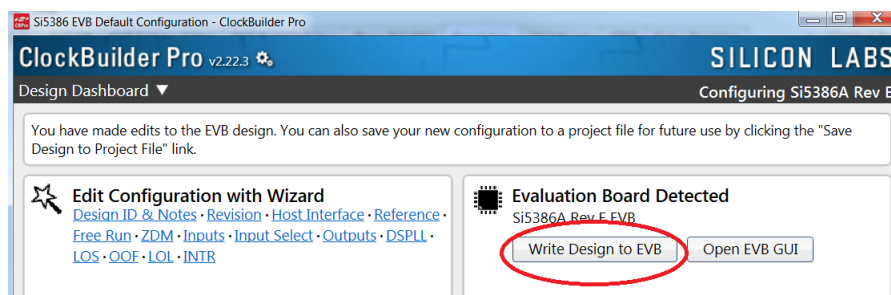 Si5386 EVB Default Configuration - ClockBuilder Pro
ClockBuilder Pro v2.22.3
SILICON LABS
Design Dashboard ▼
Configuring Si5386A Rev E
You have made edits to the EVB design. You can also save your new configuration to a project file for future use by clicking the "Save
Design to Project File" link.
Edit Configuration with Wizard
Design ID & Notes · Revision · Host Interface · Reference ·
Free Run · ZDM · Inputs · Input Select · Outputs · DSPLL ·
LOS · OOF · LOL · INTR
Evaluation Board Detected
Si5386A Rev E EVB
Write Design to EVB
Open EVB GUI